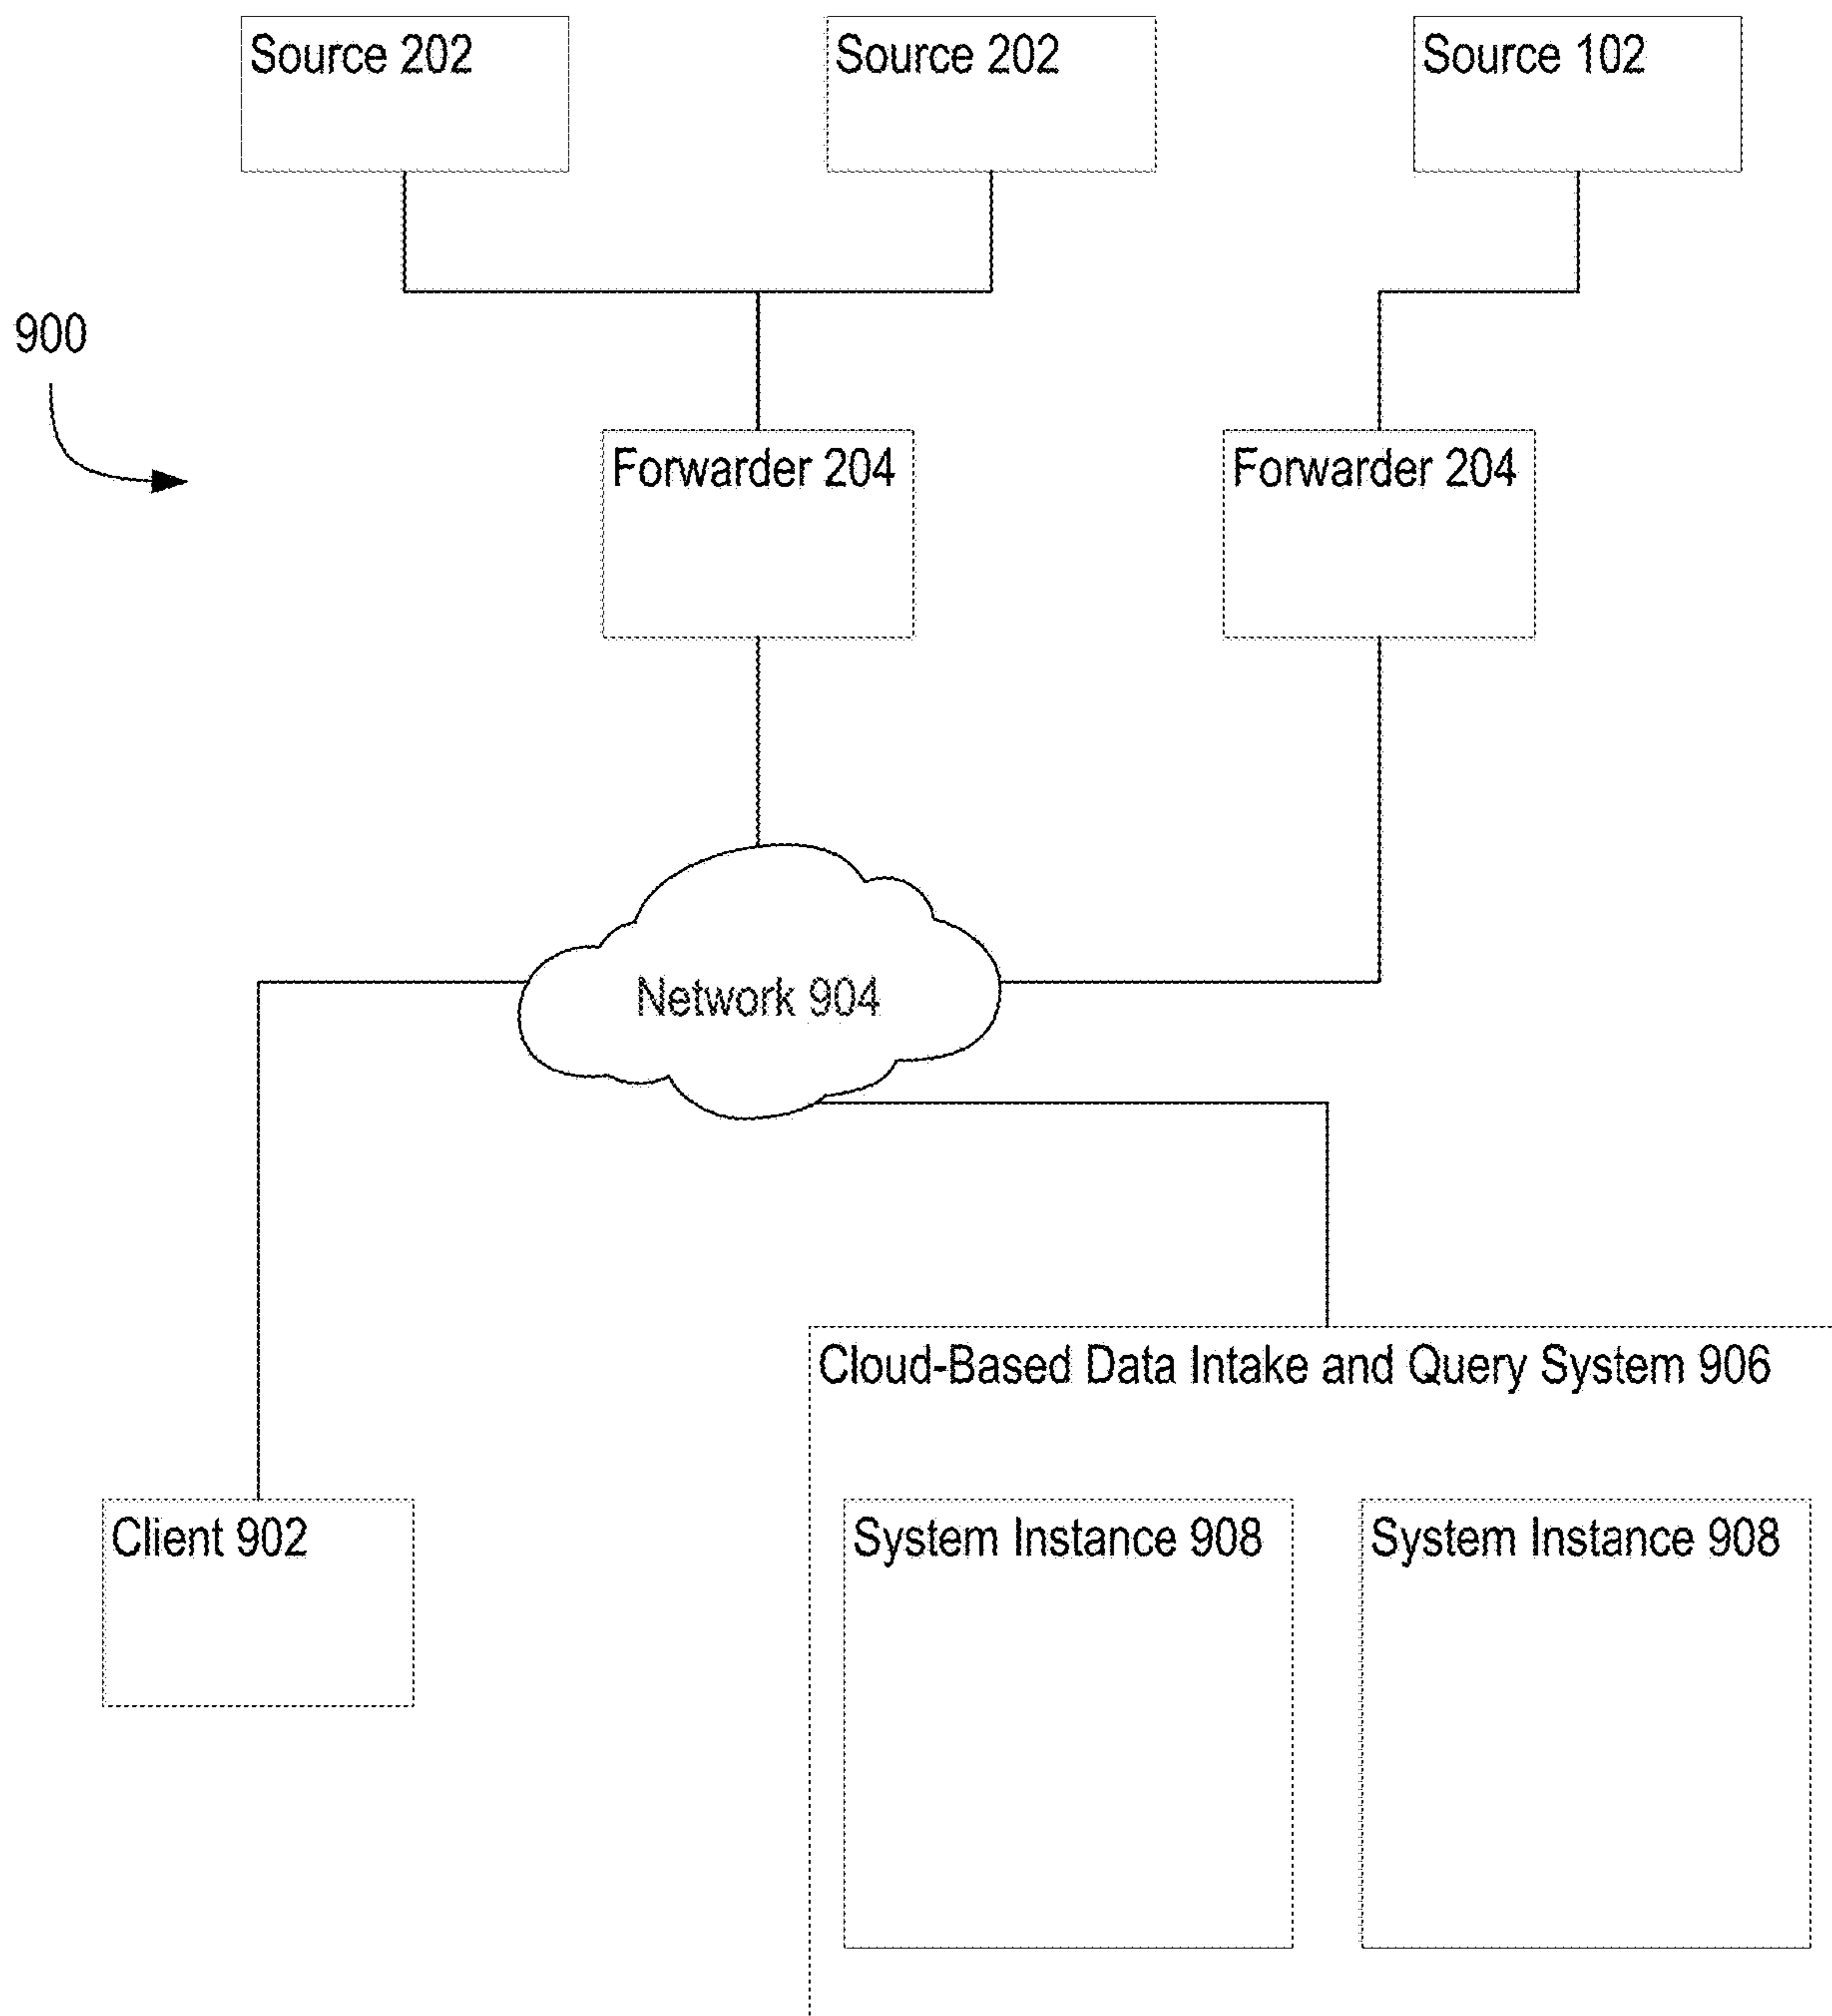 Source 202
Source 202
Source 102
900
Forwarder 204
Forwarder 204
Network 904
Cloud-Based Data Intake and Query System 906
Client 902
System Instance 908
System Instance 908